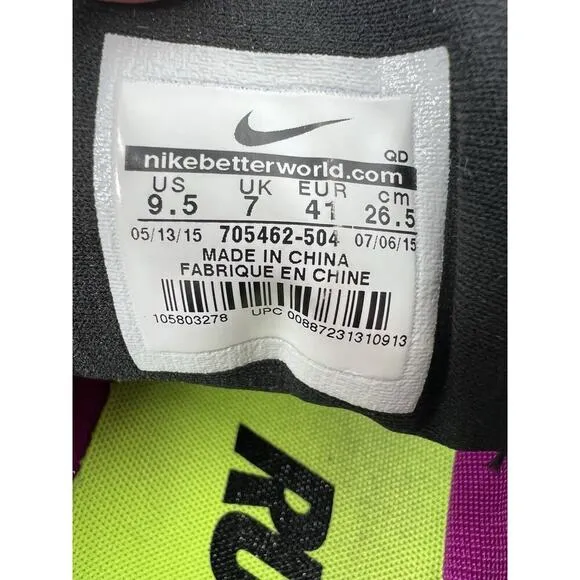 QD
nikebetterworld.com
US UK EUR cm
9.5 7 41 26.5
05/13/15 705462-504 07/06/15
MADE IN CHINA
FABRIQUE EN CHINE
105803278 UPC 00887231310913
RU